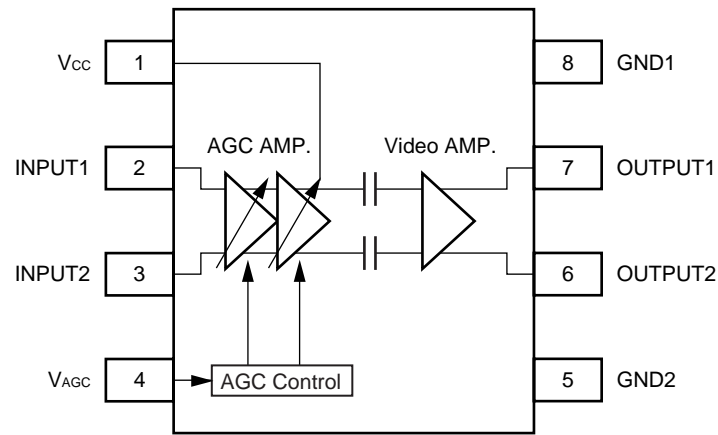 VCC 1
8 GND1
AGC AMP. Video AMP.
INPUT1 2
7 OUTPUT1
INPUT2 3
6 OUTPUT2
VAGC 4
AGC Control
5 GND2